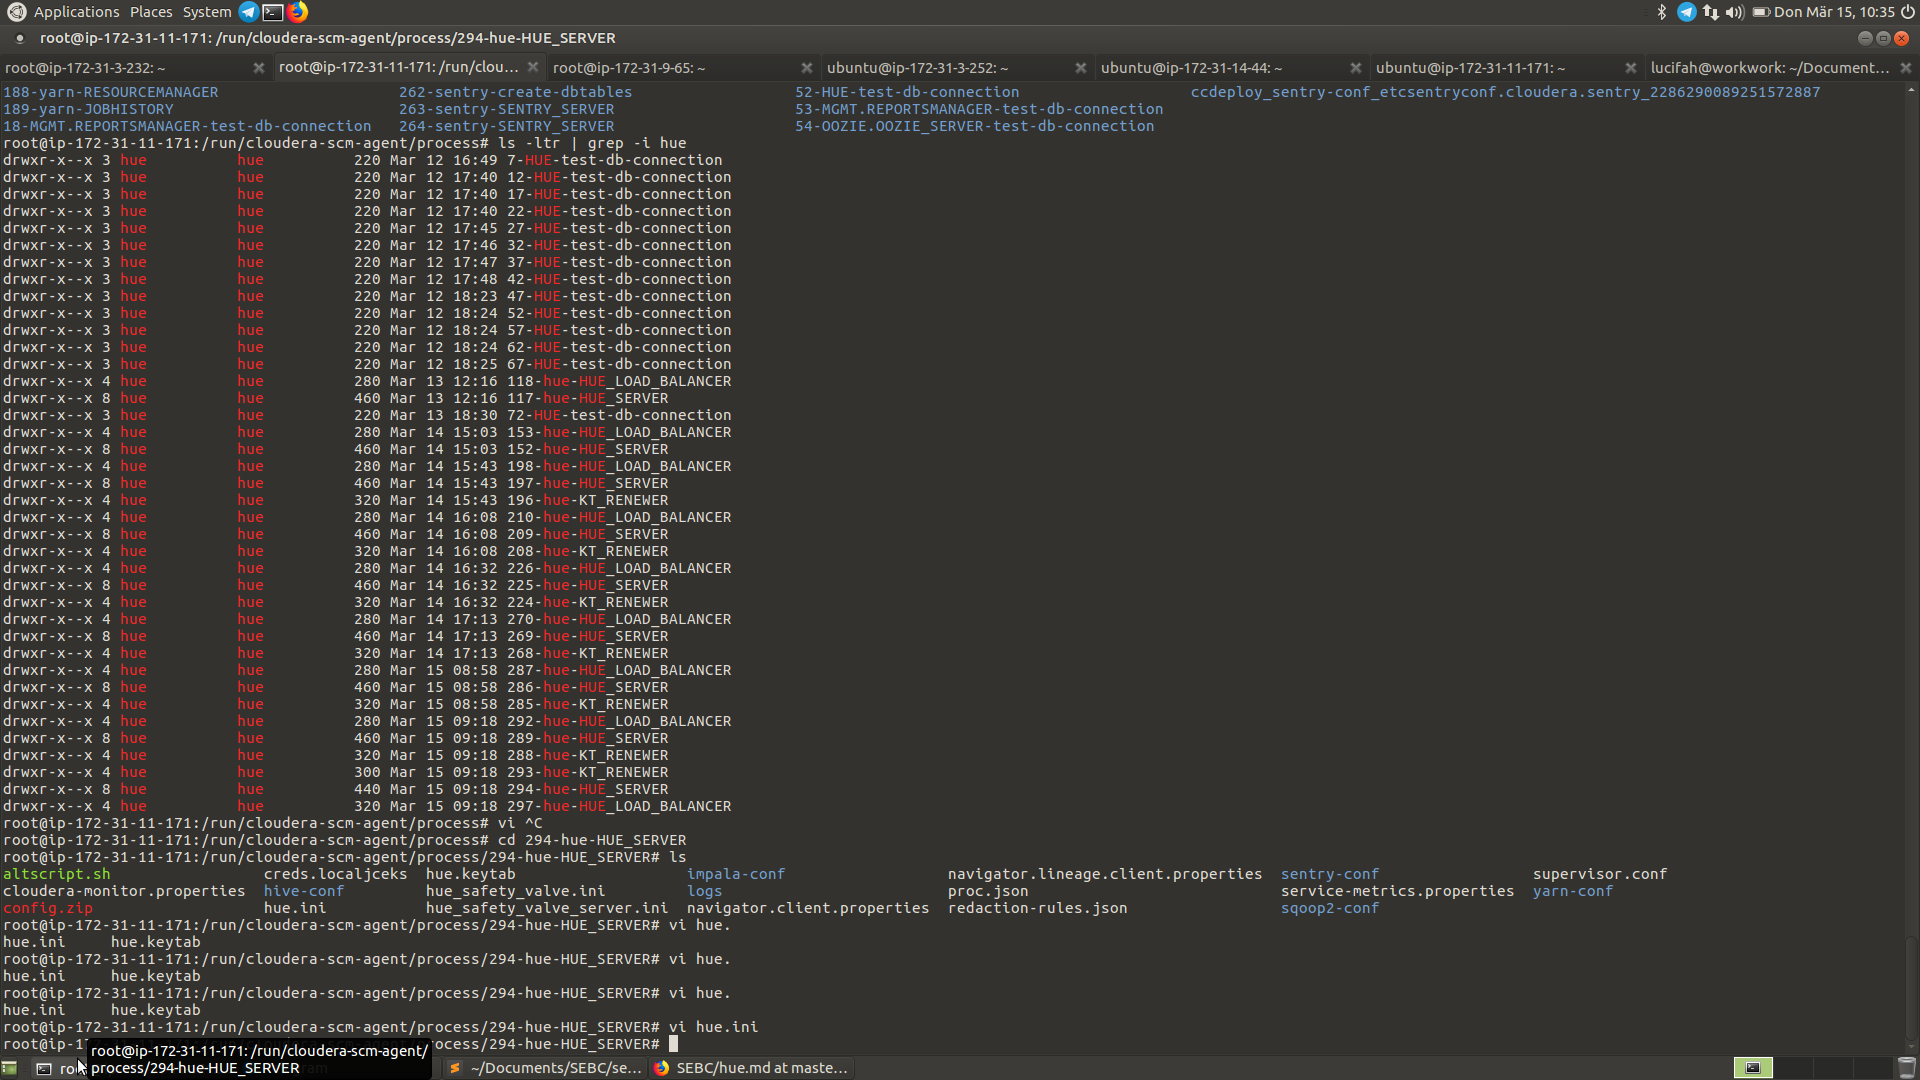 Applications Places System Don Mär 15, 10:35
root@ip-172-31-11-171: /run/cloudera-scm-agent/process/294-hue-HUE_SERVER
root@ip-172-31-3-232: ~ root@ip-172-31-11-171: /run/clou... root@ip-172-31-9-65: ~ ubuntu@ip-172-31-3-252: ~ ubuntu@ip-172-31-14-44: ~ ubuntu@ip-172-31-11-171: ~ lucifah@workwork: ~/Document...
188-yarn-RESOURCEMANAGER 262-sentry-create-dbtables 52-HUE-test-db-connection ccdeploy_sentry-conf_etcsentryconf.cloudera.sentry_2286290089251572887
189-yarn-JOBHISTORY 263-sentry-SENTRY_SERVER 53-MGMT.REPORTSMANAGER-test-db-connection
18-MGMT.REPORTSMANAGER-test-db-connection 264-sentry-SENTRY_SERVER 54-OOZIE.OOZIE_SERVER-test-db-connection
root@ip-172-31-11-171:/run/cloudera-scm-agent/process# ls -ltr | grep -i hue
drwxr-x--x 3 hue hue 220 Mar 12 16:49 7-HUE-test-db-connection
drwxr-x--x 3 hue hue 220 Mar 12 17:40 12-HUE-test-db-connection
drwxr-x--x 3 hue hue 220 Mar 12 17:40 17-HUE-test-db-connection
drwxr-x--x 3 hue hue 220 Mar 12 17:40 22-HUE-test-db-connection
drwxr-x--x 3 hue hue 220 Mar 12 17:45 27-HUE-test-db-connection
drwxr-x--x 3 hue hue 220 Mar 12 17:46 32-HUE-test-db-connection
drwxr-x--x 3 hue hue 220 Mar 12 17:47 37-HUE-test-db-connection
drwxr-x--x 3 hue hue 220 Mar 12 17:48 42-HUE-test-db-connection
drwxr-x--x 3 hue hue 220 Mar 12 18:23 47-HUE-test-db-connection
drwxr-x--x 3 hue hue 220 Mar 12 18:24 52-HUE-test-db-connection
drwxr-x--x 3 hue hue 220 Mar 12 18:24 57-HUE-test-db-connection
drwxr-x--x 3 hue hue 220 Mar 12 18:24 62-HUE-test-db-connection
drwxr-x--x 3 hue hue 220 Mar 12 18:25 67-HUE-test-db-connection
drwxr-x--x 4 hue hue 280 Mar 13 12:16 118-hue-HUE_LOAD_BALANCER
drwxr-x--x 8 hue hue 460 Mar 13 12:16 117-hue-HUE_SERVER
drwxr-x--x 3 hue hue 220 Mar 13 18:30 72-HUE-test-db-connection
drwxr-x--x 4 hue hue 280 Mar 14 15:03 153-hue-HUE_LOAD_BALANCER
drwxr-x--x 8 hue hue 460 Mar 14 15:03 152-hue-HUE_SERVER
drwxr-x--x 4 hue hue 280 Mar 14 15:43 198-hue-HUE_LOAD_BALANCER
drwxr-x--x 8 hue hue 460 Mar 14 15:43 197-hue-HUE_SERVER
drwxr-x--x 4 hue hue 320 Mar 14 15:43 196-hue-KT_RENEWER
drwxr-x--x 4 hue hue 280 Mar 14 16:08 210-hue-HUE_LOAD_BALANCER
drwxr-x--x 8 hue hue 460 Mar 14 16:08 209-hue-HUE_SERVER
drwxr-x--x 4 hue hue 320 Mar 14 16:08 208-hue-KT_RENEWER
drwxr-x--x 4 hue hue 280 Mar 14 16:32 226-hue-HUE_LOAD_BALANCER
drwxr-x--x 8 hue hue 460 Mar 14 16:32 225-hue-HUE_SERVER
drwxr-x--x 4 hue hue 320 Mar 14 16:32 224-hue-KT_RENEWER
drwxr-x--x 4 hue hue 280 Mar 14 17:13 270-hue-HUE_LOAD_BALANCER
drwxr-x--x 8 hue hue 460 Mar 14 17:13 269-hue-HUE_SERVER
drwxr-x--x 4 hue hue 320 Mar 14 17:13 268-hue-KT_RENEWER
drwxr-x--x 4 hue hue 280 Mar 15 08:58 287-hue-HUE_LOAD_BALANCER
drwxr-x--x 8 hue hue 460 Mar 15 08:58 286-hue-HUE_SERVER
drwxr-x--x 4 hue hue 320 Mar 15 08:58 285-hue-KT_RENEWER
drwxr-x--x 4 hue hue 280 Mar 15 09:18 292-hue-HUE_LOAD_BALANCER
drwxr-x--x 8 hue hue 460 Mar 15 09:18 289-hue-HUE_SERVER
drwxr-x--x 4 hue hue 320 Mar 15 09:18 288-hue-KT_RENEWER
drwxr-x--x 4 hue hue 300 Mar 15 09:18 293-hue-KT_RENEWER
drwxr-x--x 8 hue hue 440 Mar 15 09:18 294-hue-HUE_SERVER
drwxr-x--x 4 hue hue 320 Mar 15 09:18 297-hue-HUE_LOAD_BALANCER
root@ip-172-31-11-171:/run/cloudera-scm-agent/process# vi ^C
root@ip-172-31-11-171:/run/cloudera-scm-agent/process# cd 294-hue-HUE_SERVER
root@ip-172-31-11-171:/run/cloudera-scm-agent/process/294-hue-HUE_SERVER# ls
altscript.sh creds.localjceks hue.keytab impala-conf navigator.lineage.client.properties sentry-conf supervisor.conf
cloudera-monitor.properties hive-conf hue_safety_valve.ini logs proc.json service-metrics.properties yarn-conf
config.zip hue.ini hue_safety_valve_server.ini navigator.client.properties redaction-rules.json sqoop2-conf
root@ip-172-31-11-171:/run/cloudera-scm-agent/process/294-hue-HUE_SERVER# vi hue.
hue.ini hue.keytab
root@ip-172-31-11-171:/run/cloudera-scm-agent/process/294-hue-HUE_SERVER# vi hue.
hue.ini hue.keytab
root@ip-172-31-11-171:/run/cloudera-scm-agent/process/294-hue-HUE_SERVER# vi hue.
hue.ini hue.keytab
root@ip-172-31-11-171:/run/cloudera-scm-agent/process/294-hue-HUE_SERVER# vi hue.ini
root@ip-172-31-11-171:/run/cloudera-scm-agent/process/294-hue-HUE_SERVER#
root@ip-172-31-11-171: /run/cloudera-scm-agent/
process/294-hue-HUE_SERVER
~/Documents/SEBC/se... SEBC/hue.md at maste...